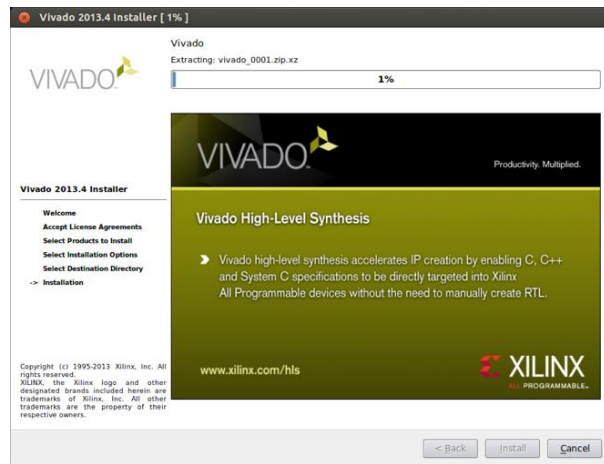 Vivado 2013.4 Installer [ 1% ]
VIVADO
Vivado
Extracting: vivado_0001.zip.xz
1%
Vivado 2013.4 Installer
Welcome
Accept License Agreements
Select Products to Install
Select Installation Options
Select Destination Directory
-> Installation
VIVADO
Productivity. Multiplied.
Vivado High-Level Synthesis
Vivado high-level synthesis accelerates IP creation by enabling C, C++
and System C specifications to be directly targeted into Xilinx
All Programmable devices without the need to manually create RTL.
www.xilinx.com/hls
XILINX
ALL PROGRAMMABLE.
Copyright (c) 1995-2013 Xilinx, Inc. All
rights reserved.
XILINX, the Xilinx logo and other
designated brands included herein are
trademarks of Xilinx, Inc. All other
trademarks are the property of their
respective owners.
< Back
Install
Cancel